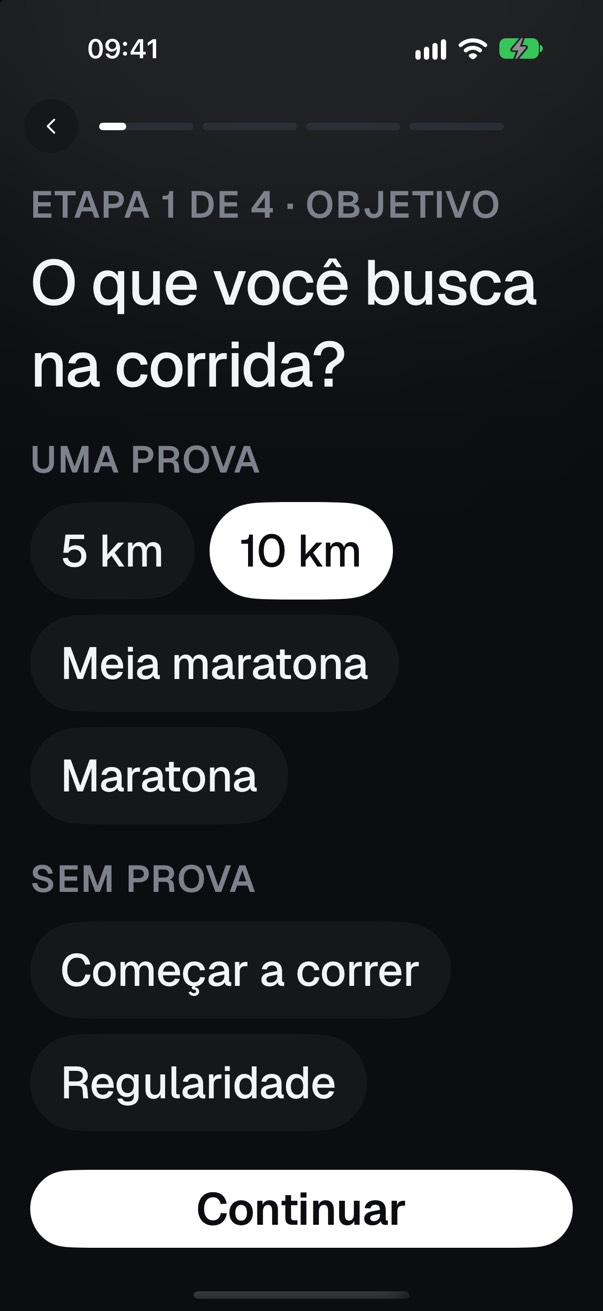 09:41
ETAPA 1 DE 4 · OBJETIVO
O que você busca
na corrida?
UMA PROVA
5 km
10 km
Meia maratona
Maratona
SEM PROVA
Começar a correr
Regularidade
Continuar